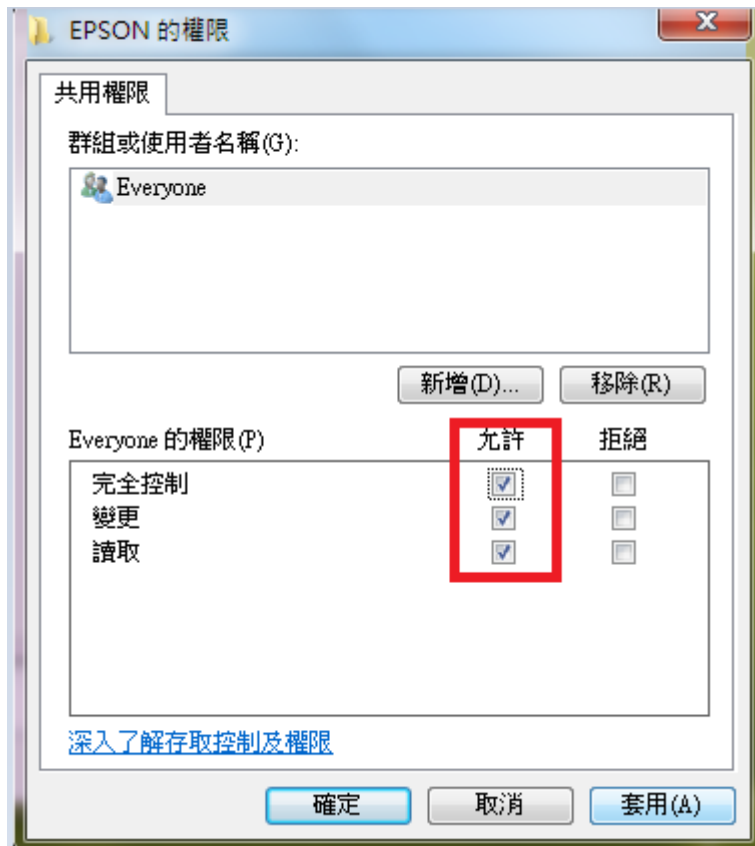 EPSON 的權限
共用權限
群組或使用者名稱(G):
Everyone
新增(D)... 移除(R)
Everyone 的權限(P) 允許 拒絕
完全控制
變更
讀取
深入了解存取控制及權限
確定 取消 套用(A)